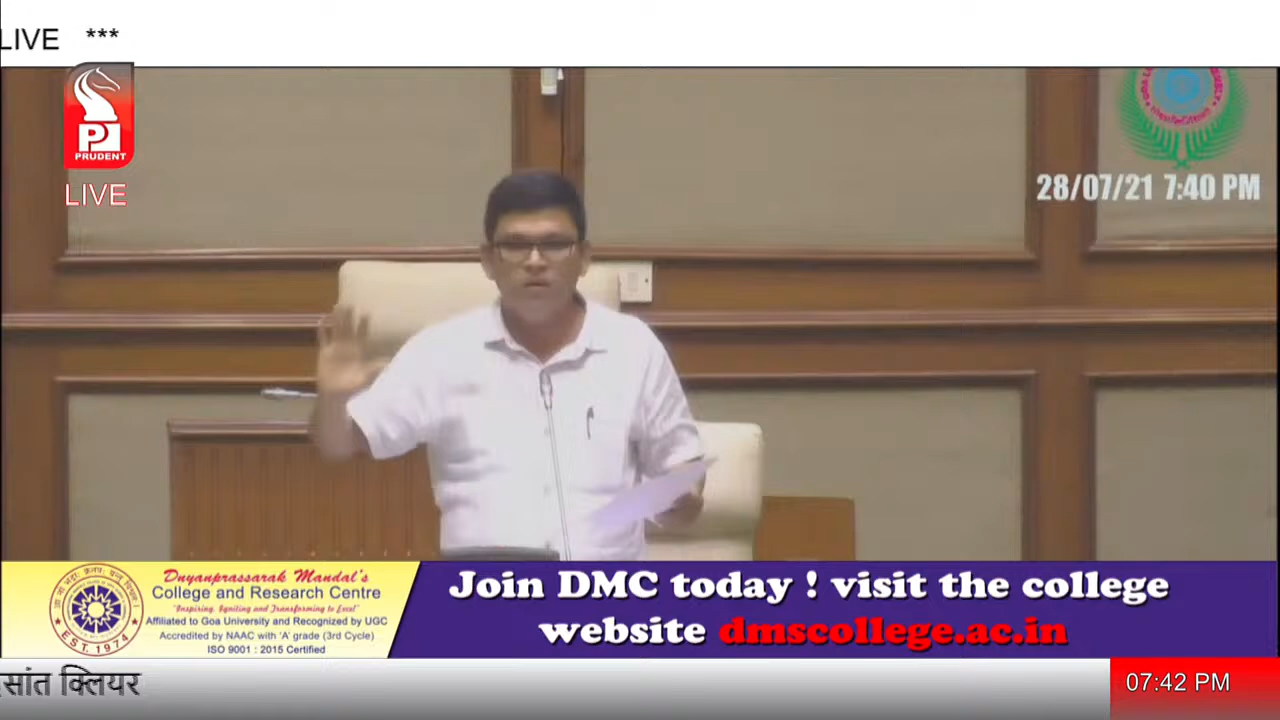 LIVE ***
PRUDENT
LIVE
28/07/21 7:40 PM
Dnyanprassarak Mandal's
College and Research Centre
"Inspiring, Igniting and Transforming to Excel"
Affiliated to Goa University and Recognized by UGC
Accredited by NAAC with 'A' grade (3rd Cycle)
ISO 9001 : 2015 Certified
EST. 1974
Join DMC today ! visit the college
website dmscollege.ac.in
सांत क्लियर
07:42 PM